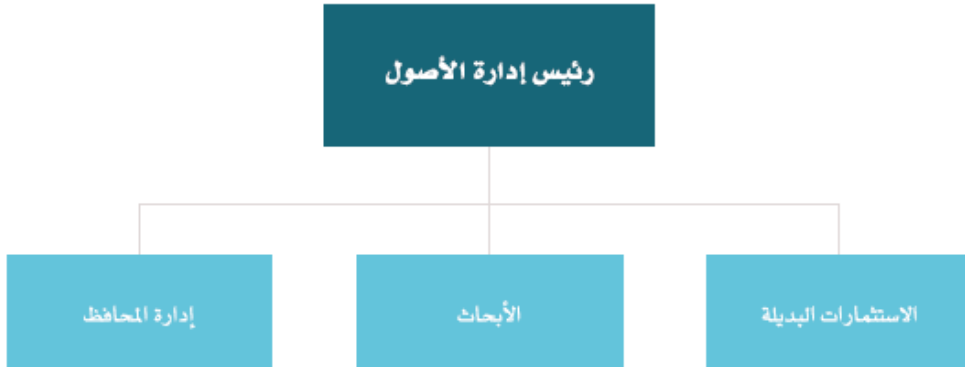 رئيس إدارة الأصول
الاستثمارات البديلة
الأبحاث
إدارة المحافظ